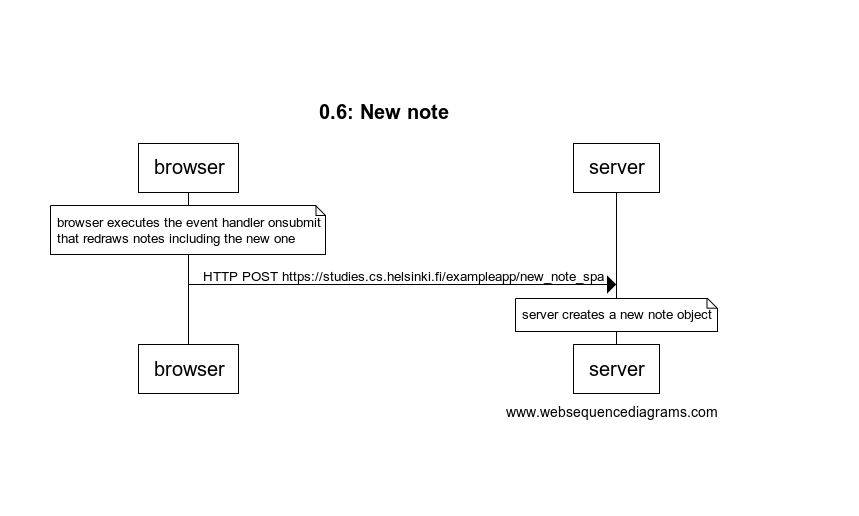 0.6: New note
browser
server
browser executes the event handler onsubmit
that redraws notes including the new one
HTTP POST https://studies.cs.helsinki.fi/exampleapp/new_note_spa
server creates a new note object
browser
server
www.websequencediagrams.com